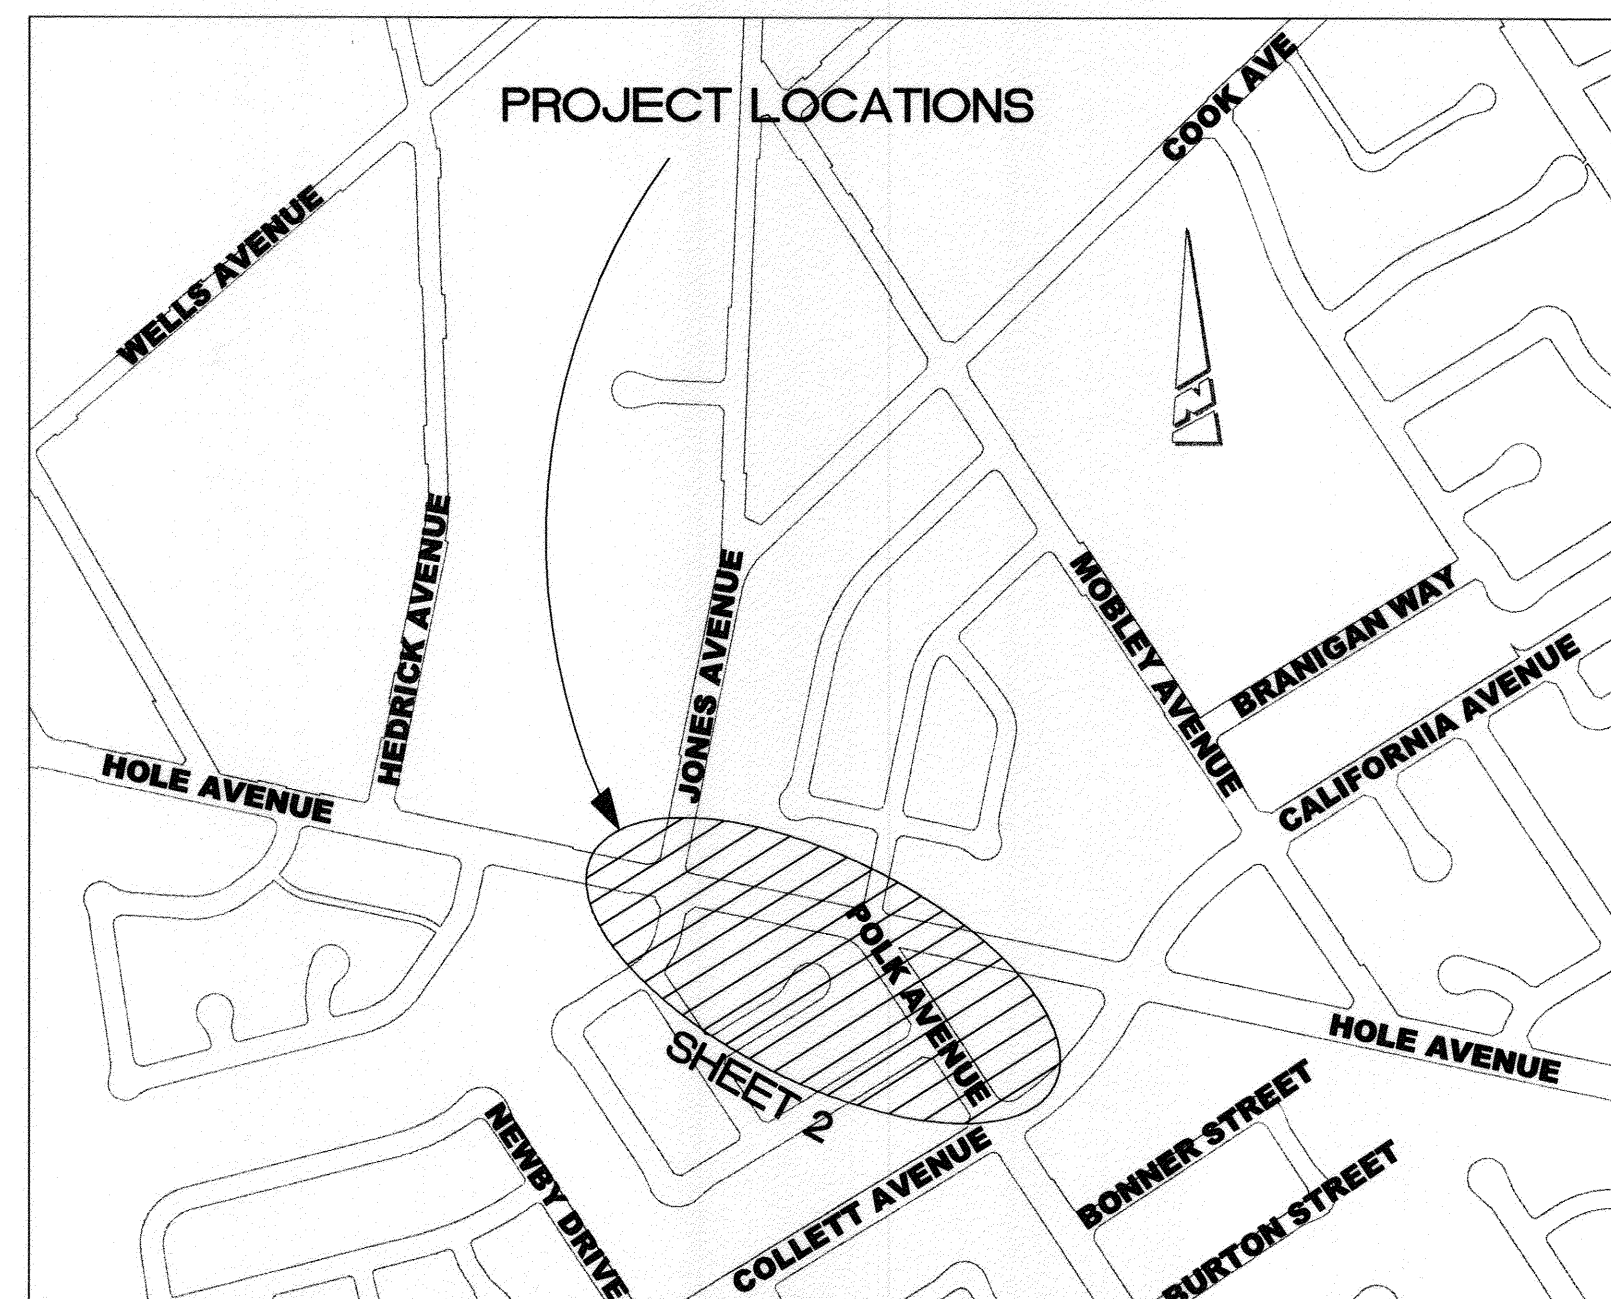 PROJECT LOCATIONS
COOK AVE
WELLS AVENUE
N
HEDRICK AVENUE
JONES AVENUE
MOBLEY AVENUE
BRANIGAN WAY
CALIFORNIA AVENUE
HOLE AVENUE
POLK AVENUE
HOLE AVENUE
SHEET 2
NEWBY DRIVE
COLLETT AVENUE
BONNER STREET
BURTON STREET